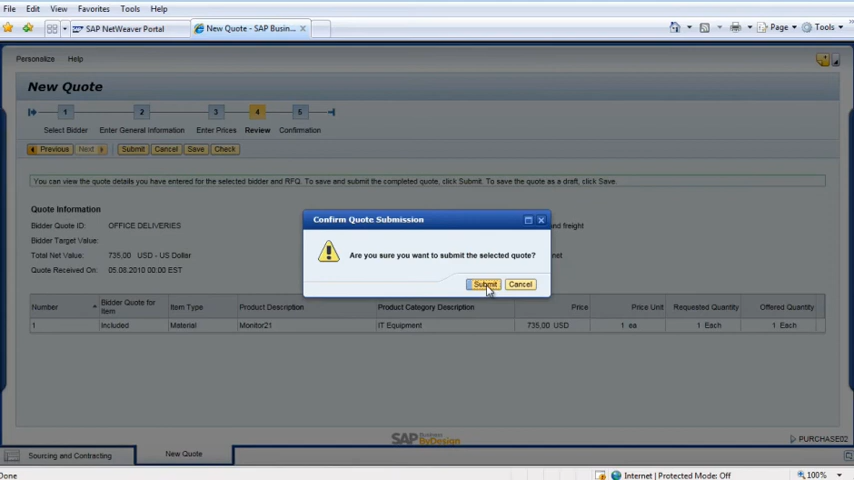 File Edit View Favorites Tools Help
SAP NetWeaver Portal New Quote - SAP Busin... Page Tools
Personalize Help
New Quote
1 2 3 4 5
Select Bidder Enter General Information Enter Prices Review Confirmation
Previous Next Submit Cancel Save Check
You can view the quote details you have entered for the selected bidder and RFQ. To save and submit the completed quote, click Submit. To save the quote as a draft, click Save.
Quote Information
Bidder Quote ID: OFFICE DELIVERIES and freight
Bidder Target Value:
Total Net Value: 735,00 USD - US Dollar
Quote Received On: 05.08.2010 00:00 EST
Confirm Quote Submission
Are you sure you want to submit the selected quote?
Submit Cancel
Number Bidder Quote for Item Item Type Product Description Product Category Description Price Price Unit Requested Quantity Offered Quantity
1 Included Material Monitor21 IT Equipment 735,00 USD 1 ea 1 Each 1 Each
SAP Business ByDesign
PURCHASE02
Sourcing and Contracting New Quote
Done Internet | Protected Mode: Off 100%